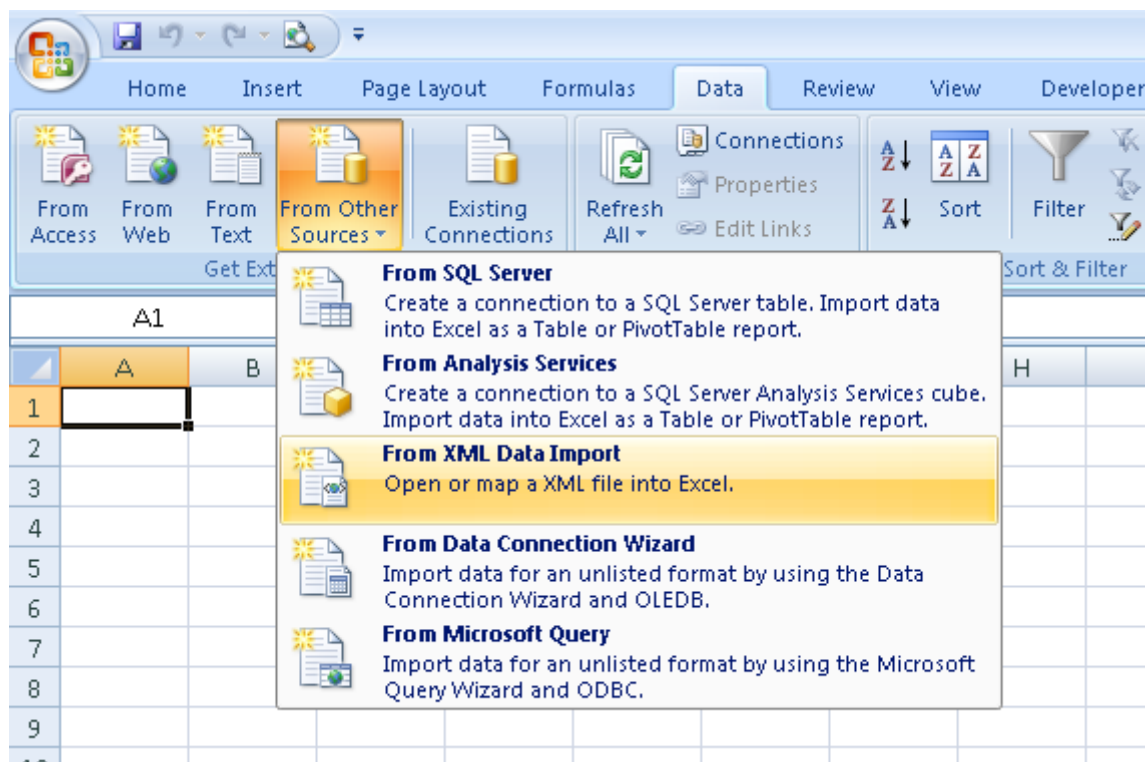 Home Insert Page Layout Formulas Data Review View Developer
Connections
Properties
Edit Links
From Access
From Web
From Text
From Other Sources
Existing Connections
Refresh All
Sort
Filter
Get Ext
Sort & Filter
A1
From SQL Server
Create a connection to a SQL Server table. Import data
into Excel as a Table or PivotTable report.
From Analysis Services
Create a connection to a SQL Server Analysis Services cube.
Import data into Excel as a Table or PivotTable report.
From XML Data Import
Open or map a XML file into Excel.
From Data Connection Wizard
Import data for an unlisted format by using the Data
Connection Wizard and OLEDB.
From Microsoft Query
Import data for an unlisted format by using the Microsoft
Query Wizard and ODBC.
A B H
1
2
3
4
5
6
7
8
9